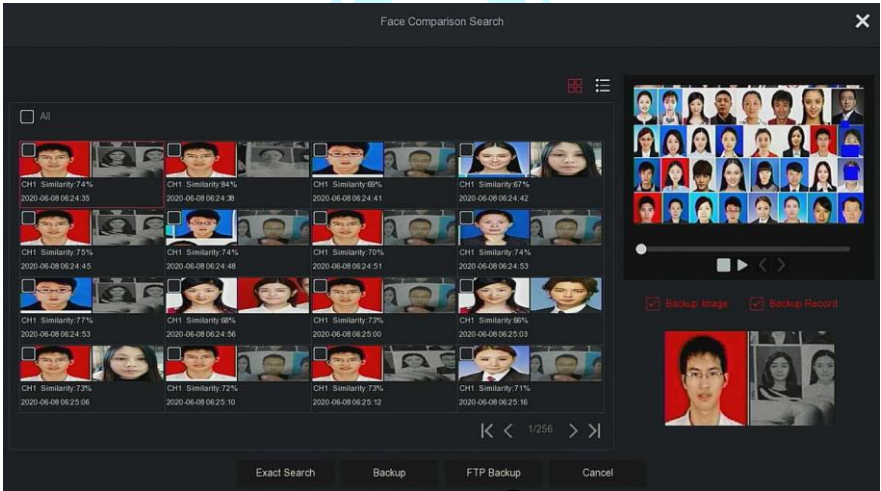 Face Comparison Search
All
CH1 Similarity:74%
2020-06-08 06:24:35
CH1 Similarity:84%
2020-06-08 06:24:38
CH1 Similarity:69%
2020-06-08 06:24:41
CH1 Similarity:67%
2020-06-08 06:24:42
CH1 Similarity:75%
2020-06-08 06:24:45
CH1 Similarity:74%
2020-06-08 06:24:48
CH1 Similarity:70%
2020-06-08 06:24:51
CH1 Similarity:74%
2020-06-08 06:24:53
CH1 Similarity:77%
2020-06-08 06:24:53
CH1 Similarity:68%
2020-06-08 06:24:56
CH1 Similarity:73%
2020-06-08 06:25:00
CH1 Similarity:66%
2020-06-08 06:25:03
CH1 Similarity:73%
2020-06-08 06:25:06
CH1 Similarity:72%
2020-06-08 06:25:10
CH1 Similarity:73%
2020-06-08 06:25:12
CH1 Similarity:71%
2020-06-08 06:25:16
1/256
Backup Image Backup Record
Exact Search Backup FTP Backup Cancel